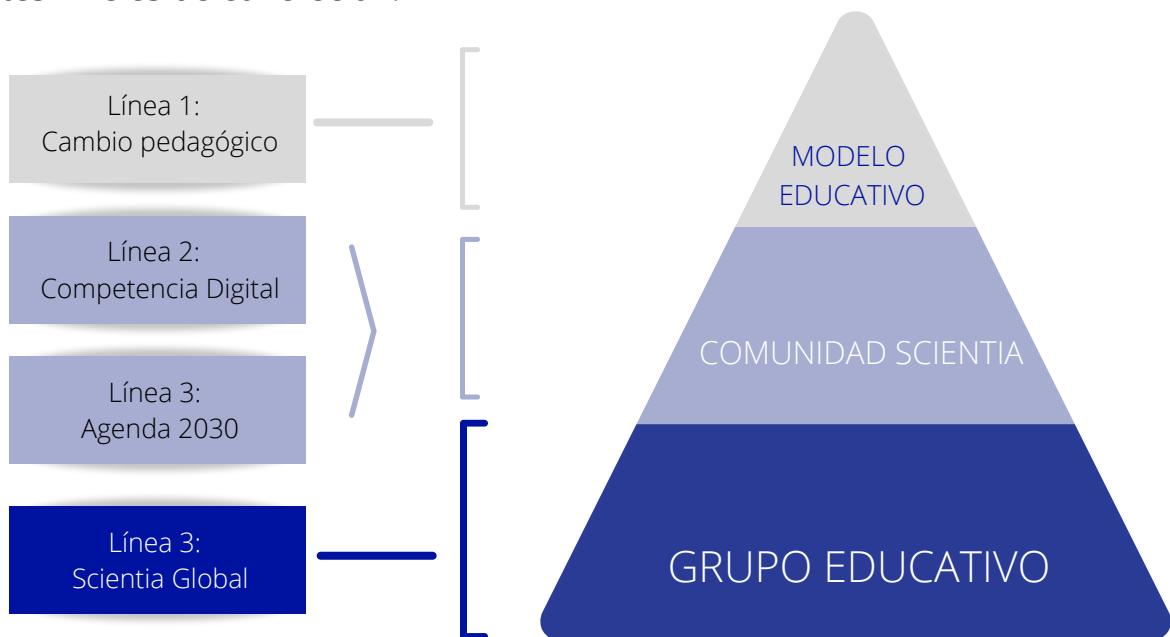 Línea 1:
Cambio pedagógico
Línea 2:
Competencia Digital
Línea 3:
Agenda 2030
Línea 3:
Scientia Global
MODELO
EDUCATIVO
COMUNIDAD SCIENTIA
GRUPO EDUCATIVO